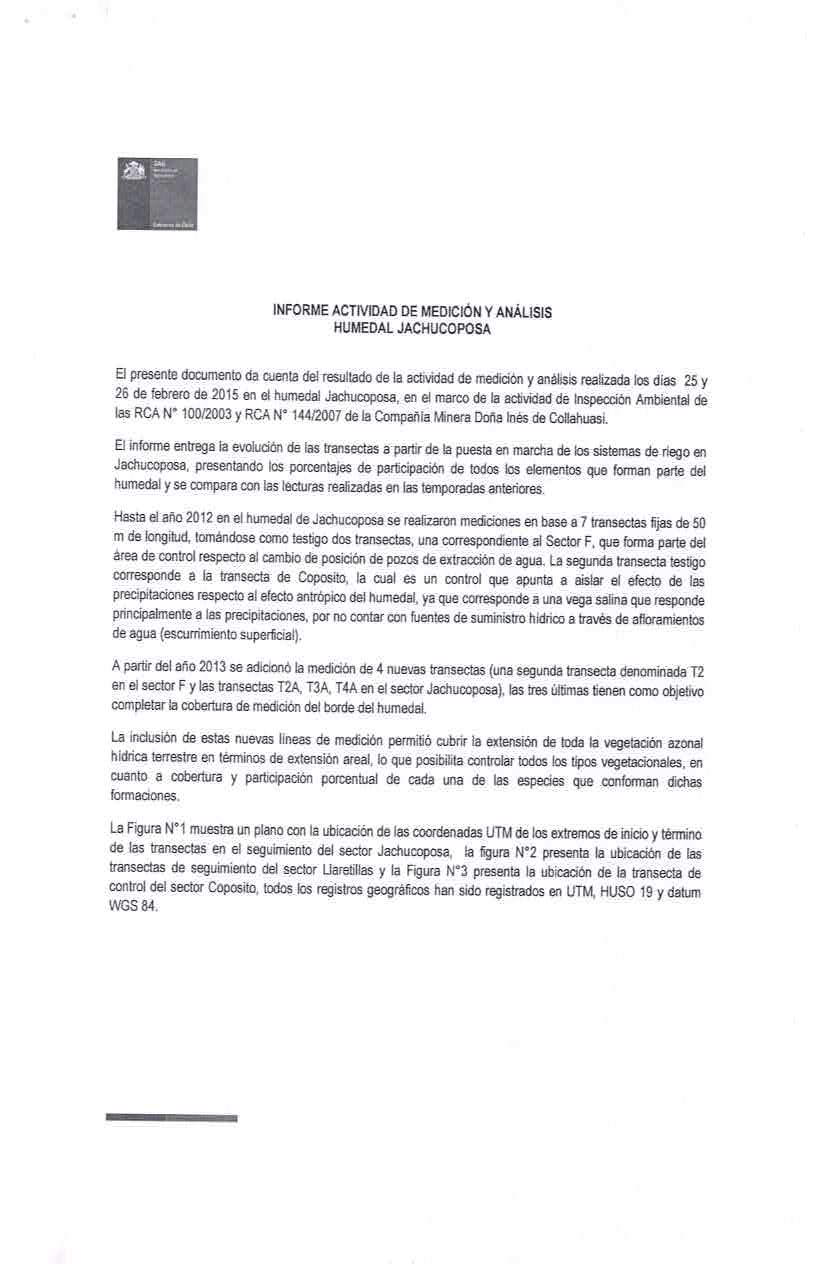 SAG
Gobierno de Chile
INFORME ACTIVIDAD DE MEDICIÓN Y ANÁLISIS
HUMEDAL JACHUCOPOSA
El presente documento da cuenta del resultado de la actividad de medición y análisis realizada los días 25 y
26 de febrero de 2015 en el humedal Jachucoposa, en el marco de la actividad de Inspección Ambiental de
las RCA N° 100/2003 y RCA N° 144/2007 de la Compañía Minera Doña Inés de Collahuasi.
El informe entrega la evolución de las transectas a partir de la puesta en marcha de los sistemas de riego en
Jachucoposa, presentando los porcentajes de participación de todos los elementos que forman parte del
humedal y se compara con las lecturas realizadas en las temporadas anteriores.
Hasta el año 2012 en el humedal de Jachucoposa se realizaron mediciones en base a 7 transectas fijas de 50
m de longitud, tomándose como testigo dos transectas, una correspondiente al Sector F, que forma parte del
área de control respecto al cambio de posición de pozos de extracción de agua. La segunda transecta testigo
corresponde a la transecta de Coposito, la cual es un control que apunta a aislar el efecto de las
precipitaciones respecto al efecto antrópico del humedal, ya que corresponde a una vega salina que responde
principalmente a las precipitaciones, por no contar con fuentes de suministro hídrico a través de afloramientos
de agua (escurrimiento superficial).
A partir del año 2013 se adicionó la medición de 4 nuevas transectas (una segunda transecta denominada T2
en el sector F y las transectas T2A, T3A, T4A en el sector Jachucoposa), las tres últimas tienen como objetivo
completar la cobertura de medición del borde del humedal.
La inclusión de estas nuevas líneas de medición permitió cubrir la extensión de toda la vegetación azonal
hídrica terrestre en términos de extensión areal, lo que posibilita controlar todos los tipos vegetacionales, en
cuanto a cobertura y participación porcentual de cada una de las especies que conforman dichas
formaciones.
La Figura N°1 muestra un plano con la ubicación de las coordenadas UTM de los extremos de inicio y término
de las transectas en el seguimiento del sector Jachucoposa, la figura N°2 presenta la ubicación de las
transectas de seguimiento del sector Llaretillas y la Figura N°3 presenta la ubicación de la transecta de
control del sector Coposito, todos los registros geográficos han sido registrados en UTM, HUSO 19 y datum
WGS 84.